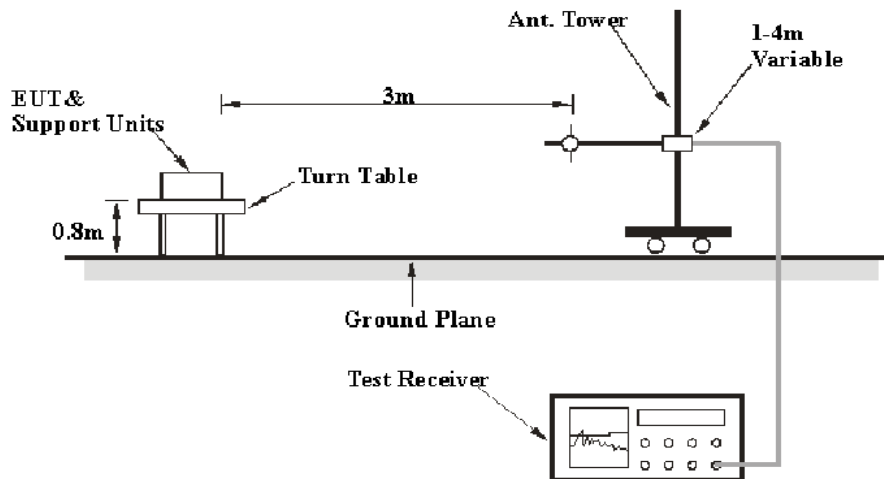 Ant. Tower
1-4m
Variable
3m
EUT &
Support Units
Turn Table
0.8m
Ground Plane
Test Receiver